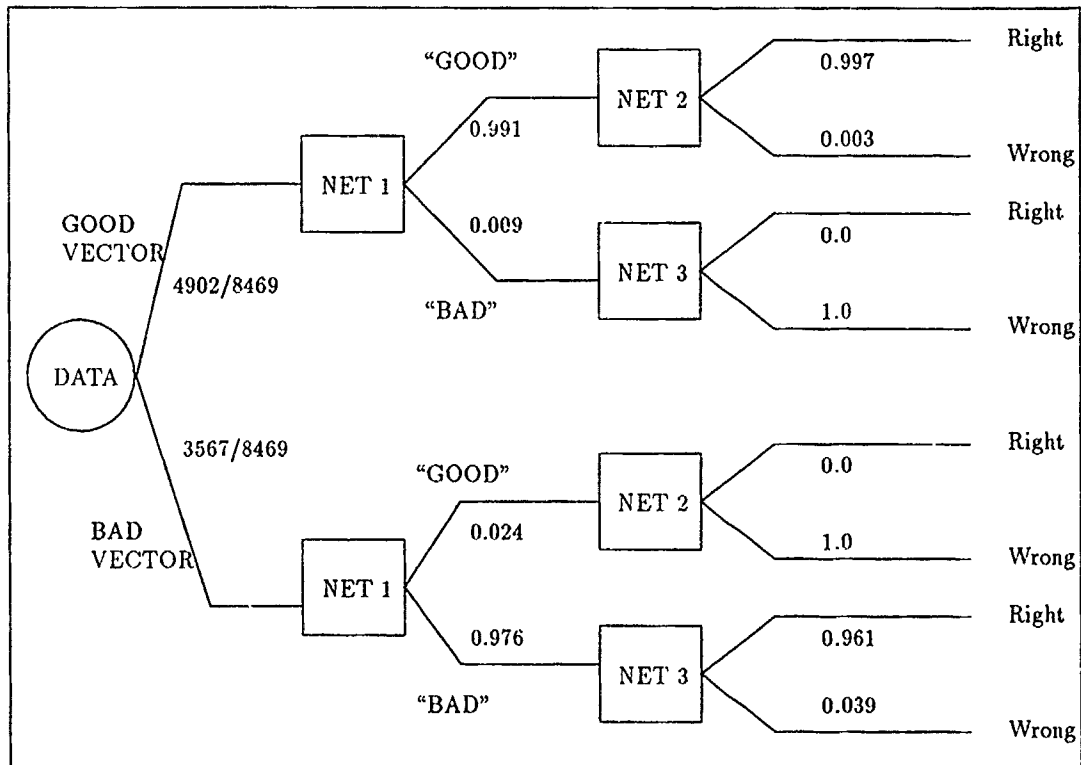 Right
"GOOD"
0.997
NET 2
0.991
0.003
NET 1
Wrong
Right
0.009
0.0
GOOD
VECTOR
NET 3
4902/8469
"BAD"
1.0
Wrong
DATA
3567/8469
Right
"GOOD"
0.0
NET 2
BAD
VECTOR
0.024
1.0
Wrong
NET 1
Right
0.976
0.961
NET 3
"BAD"
0.039
Wrong